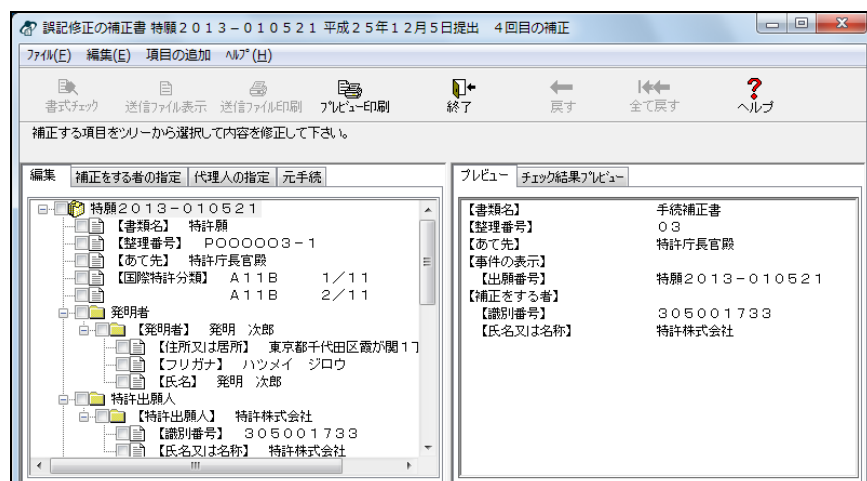 誤記修正の補正書 特願２０１３－０１０５２１ 平成２５年１２月５日提出 ４回目の補正
ﾌｧｲﾙ(F) 編集(E) 項目の追加 ﾍﾙﾌﾟ(H)
書式ﾁｪｯｸ 送信ﾌｧｲﾙ表示 送信ﾌｧｲﾙ印刷 ﾌﾟﾚﾋﾞｭｰ印刷 終了 戻す 全て戻す ヘルプ
補正する項目をツリーから選択して内容を修正して下さい。
編集 補正をする者の指定 代理人の指定 元手続
特願２０１３－０１０５２１
【書類名】 特許願
【整理番号】 Ｐ０００００３－１
【あて先】 特許庁長官殿
【国際特許分類】 Ａ１１Ｂ １／１１
Ａ１１Ｂ ２／１１
発明者
【発明者】 発明 次郎
【住所又は居所】 東京都千代田区霞が関１丁
【フリガナ】 ハツメイ ジロウ
【氏名】 発明 次郎
特許出願人
【特許出願人】 特許株式会社
【識別番号】 ３０５００１７３３
【氏名又は名称】 特許株式会社
プレビュー チェック結果ﾌﾟﾚﾋﾞｭｰ
【書類名】 手続補正書
【整理番号】 ０３
【あて先】 特許庁長官殿
【事件の表示】
【出願番号】 特願２０１３－０１０５２１
【補正をする者】
【識別番号】 ３０５００１７３３
【氏名又は名称】 特許株式会社